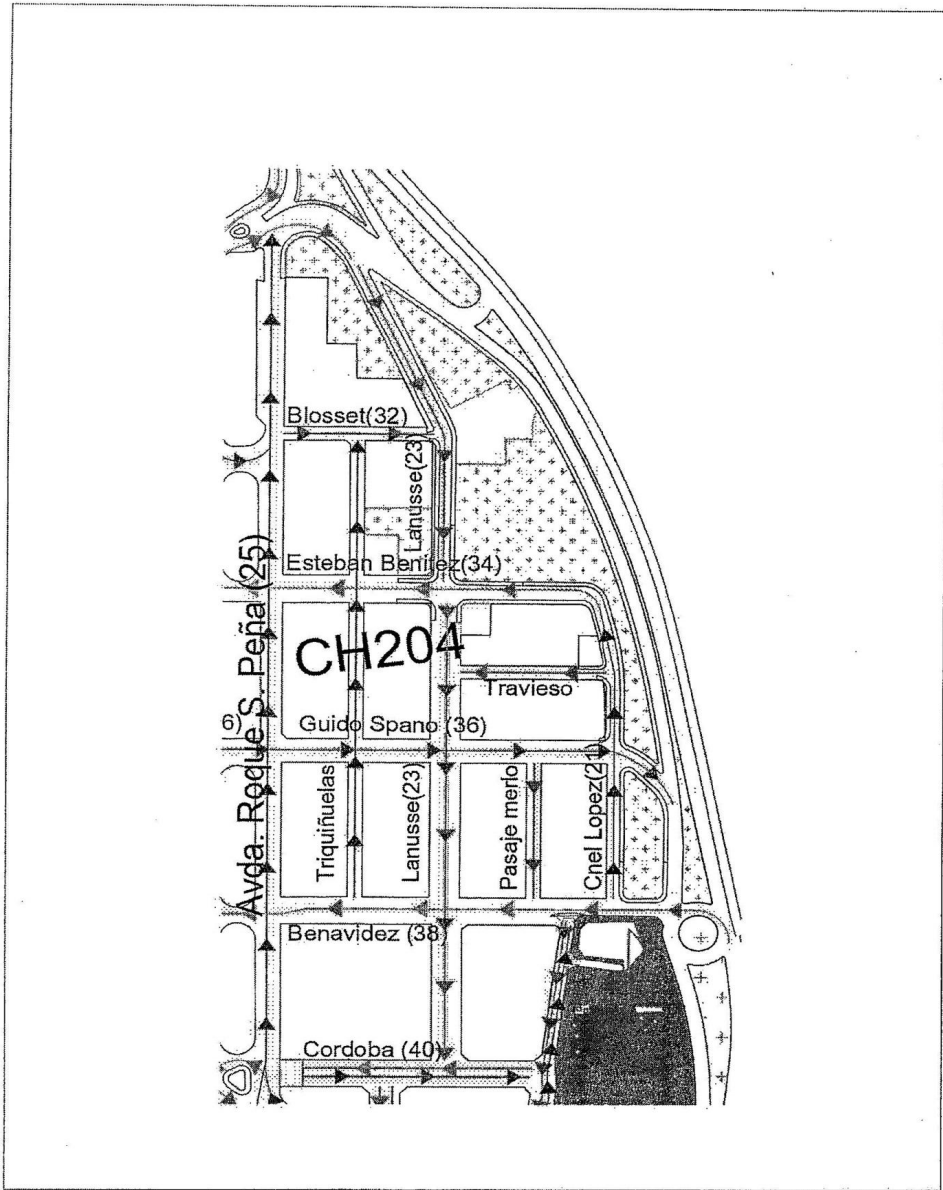 Blosset(32)
Lanusse(23)
Esteban Benitez(34)
Avda. Roque S. Peña (25)
CH204
Travieso
6)
Guido Spano (36)
Triquiñuelas
Lanusse(23)
Pasaje merlo
Cnel Lopez(21)
Benavidez (38)
Cordoba (40)